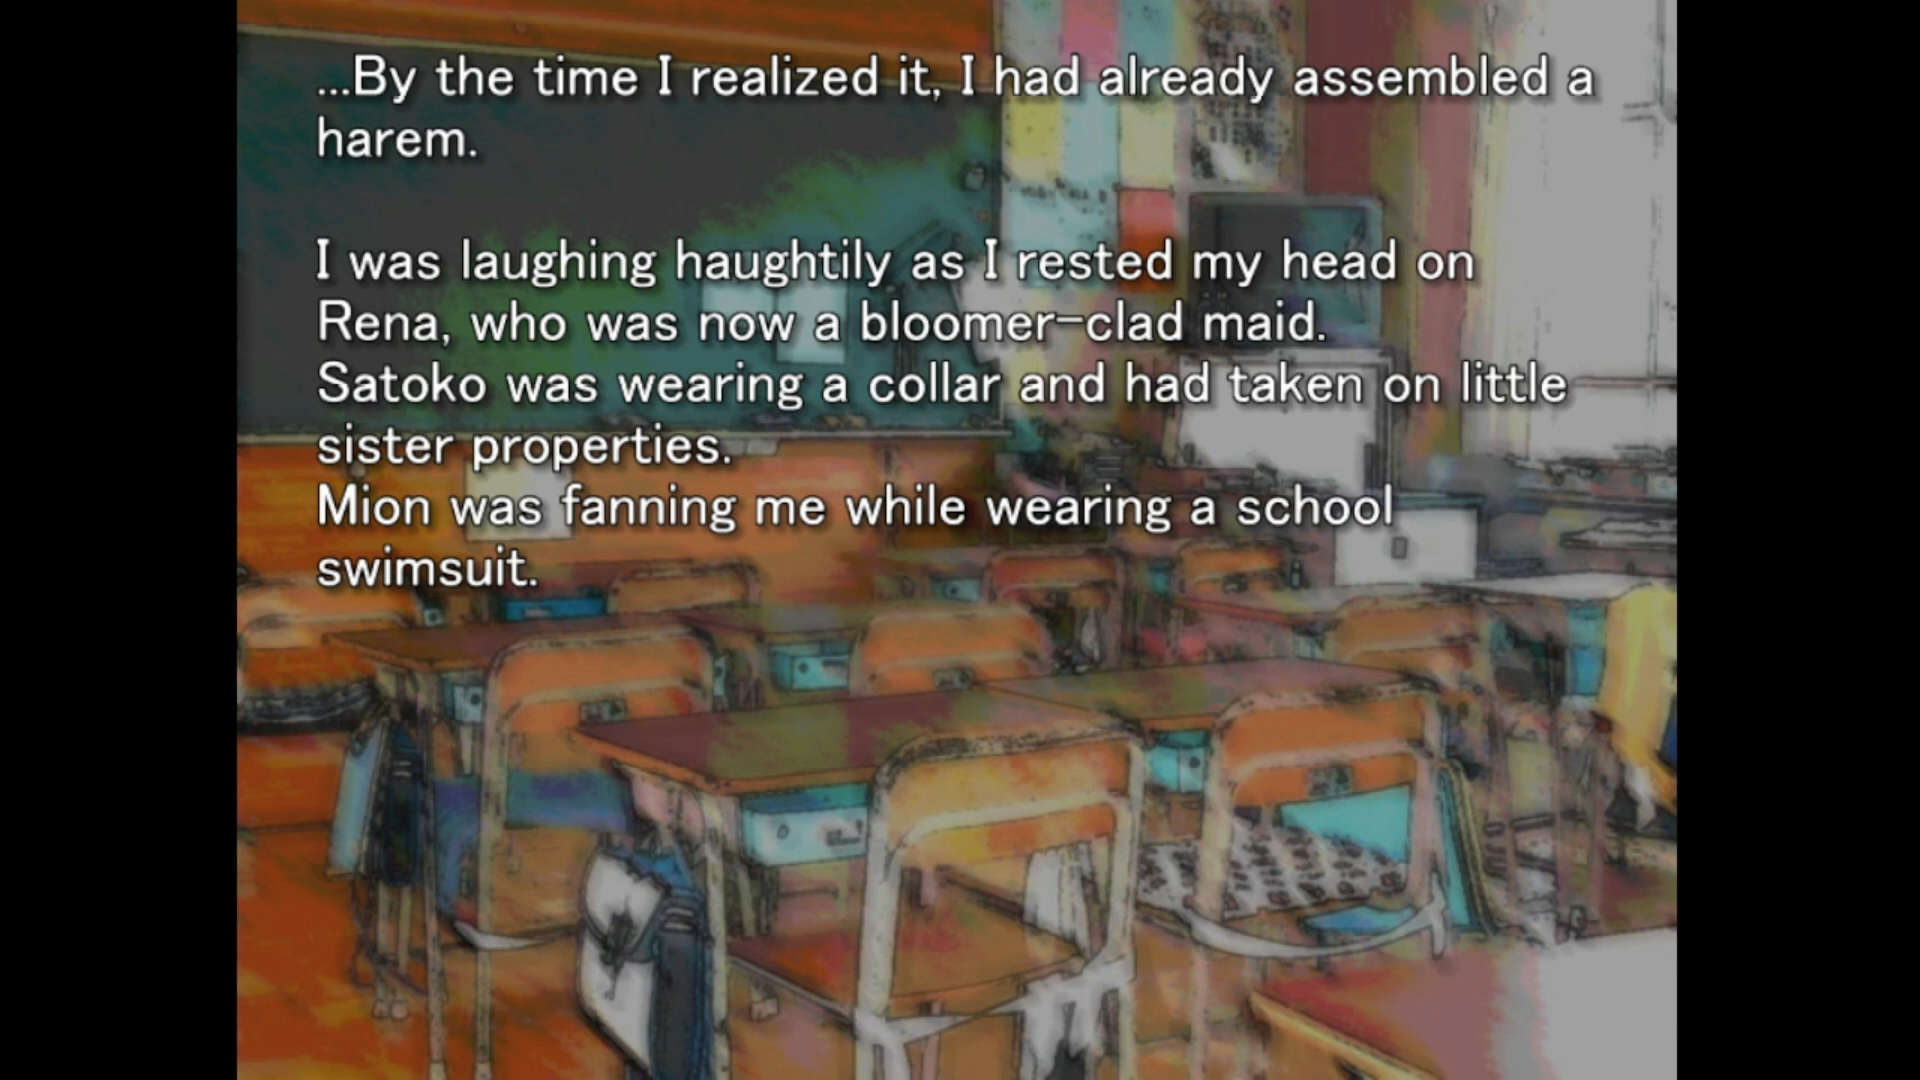 ...By the time I realized it, I had already assembled a
harem.
I was laughing haughtily as I rested my head on
Rena, who was now a bloomer-clad maid.
Satoko was wearing a collar and had taken on little
sister properties.
Mion was fanning me while wearing a school
swimsuit.